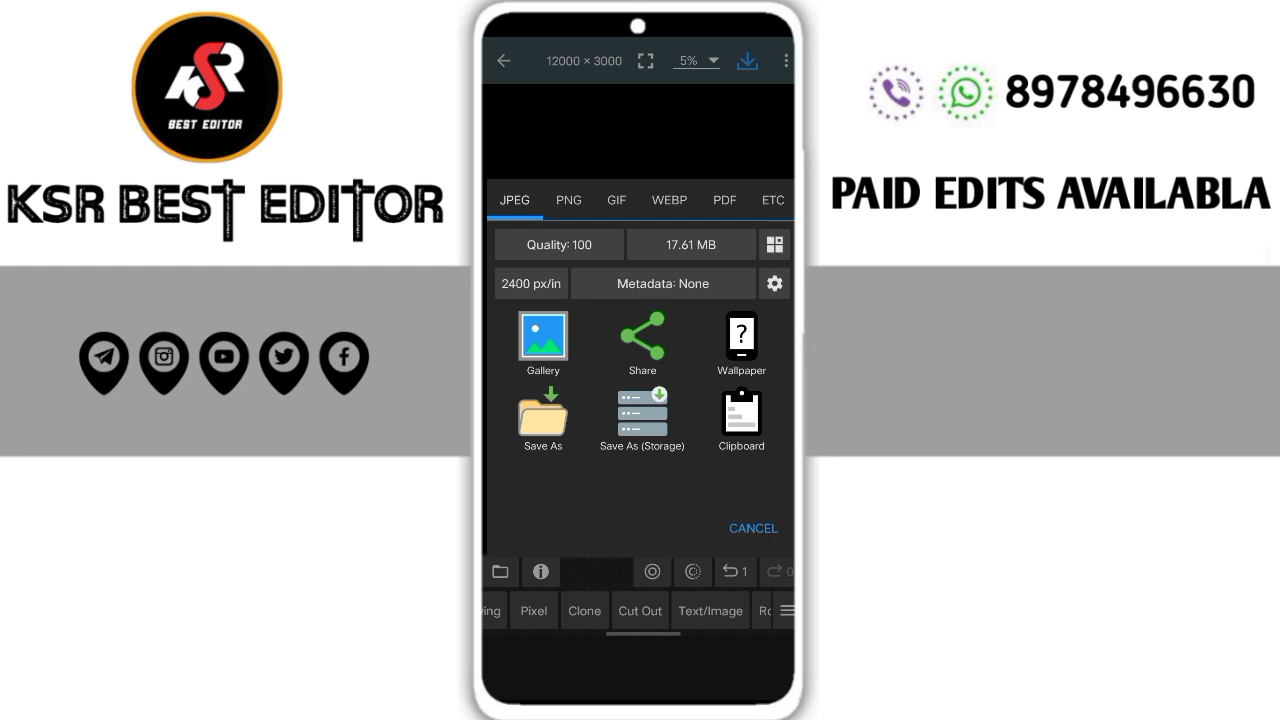 KSR
BEST EDITOR
KSR BEST EDITOR
12000 × 3000
5%
JPEG PNG GIF WEBP PDF ETC
Quality: 100
17.61 MB
2400 px/in
Metadata: None
Gallery
Share
?
Wallpaper
Save As
Save As (Storage)
Clipboard
CANCEL
1
0
ing
Pixel
Clone
Cut Out
Text/Image
8978496630
PAID EDITS AVAILABLA